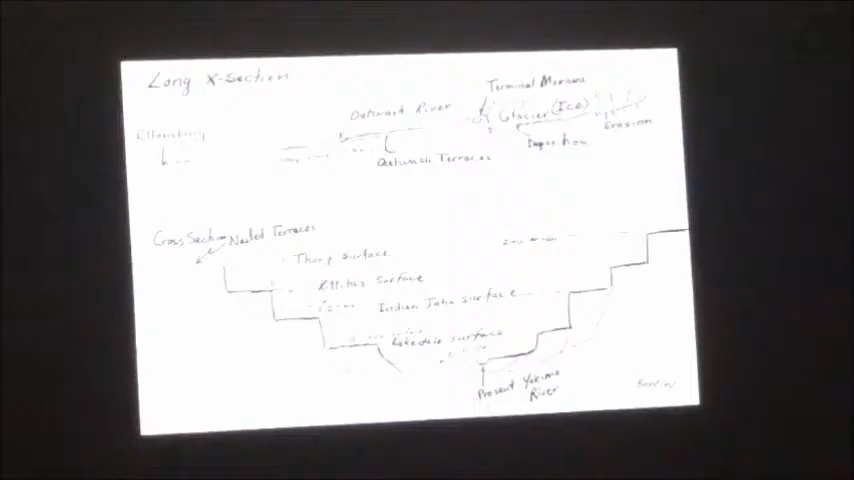 Long X-Section
Terminal Moraine
Outwash River
Glacier (Ice)
Erosion
Ellensburg
Deposition
Outwash Terraces
Cross Section Nested Terraces
Thorp surface
Kittitas surface
Indian John surface
Lakedale surface
Present Yakima
River
Bentley